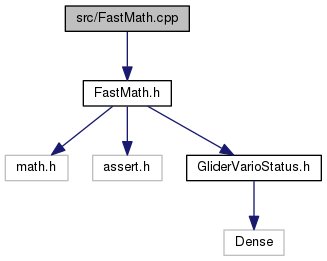 src/FastMath.cpp
FastMath.h
math.h
assert.h
GliderVarioStatus.h
Dense